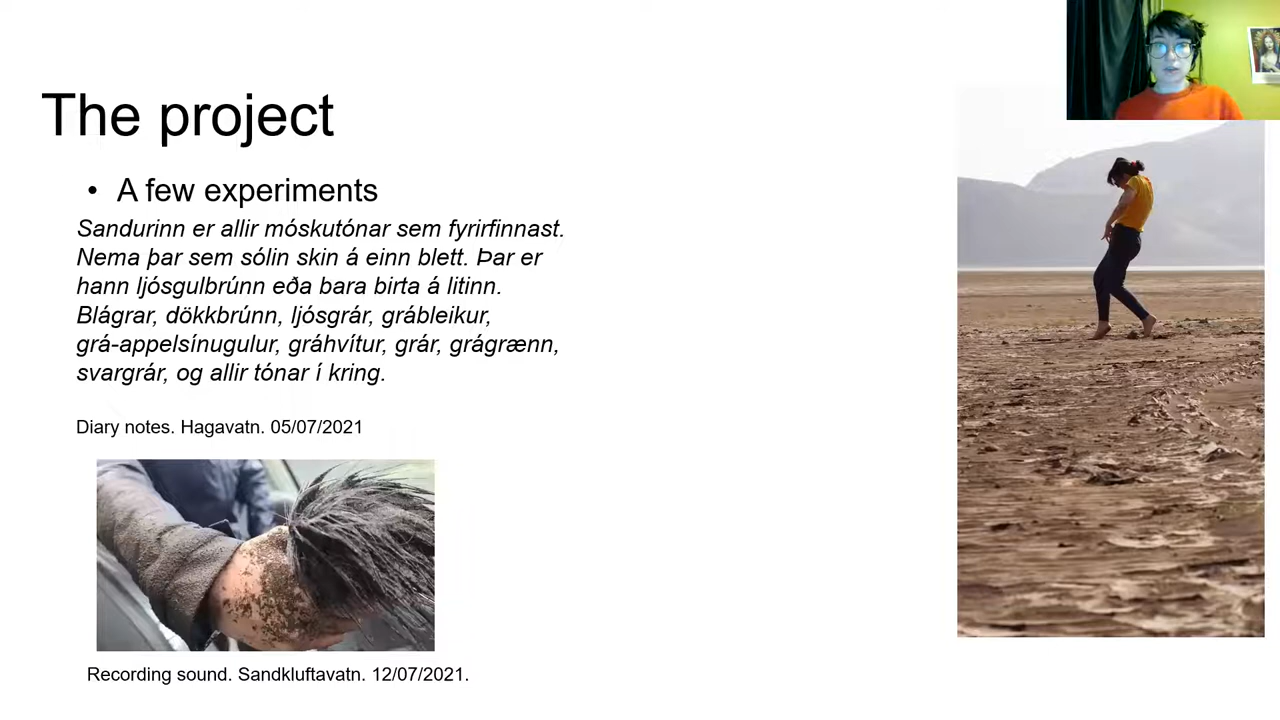 The project
• A few experiments
Sandurinn er allir móskutónar sem fyrirfinnast.
Nema þar sem sólin skin á einn blett. Þar er
hann ljósgulbrúnn eða bara birta á litinn.
Blágrar, dökkbrúnn, ljósgrár, grábleikur,
grá-appelsínugulur, gráhvítur, grár, grágrænn,
svargrár, og allir tónar í kring.
Diary notes. Hagavatn. 05/07/2021
Recording sound. Sandkluftavatn. 12/07/2021.